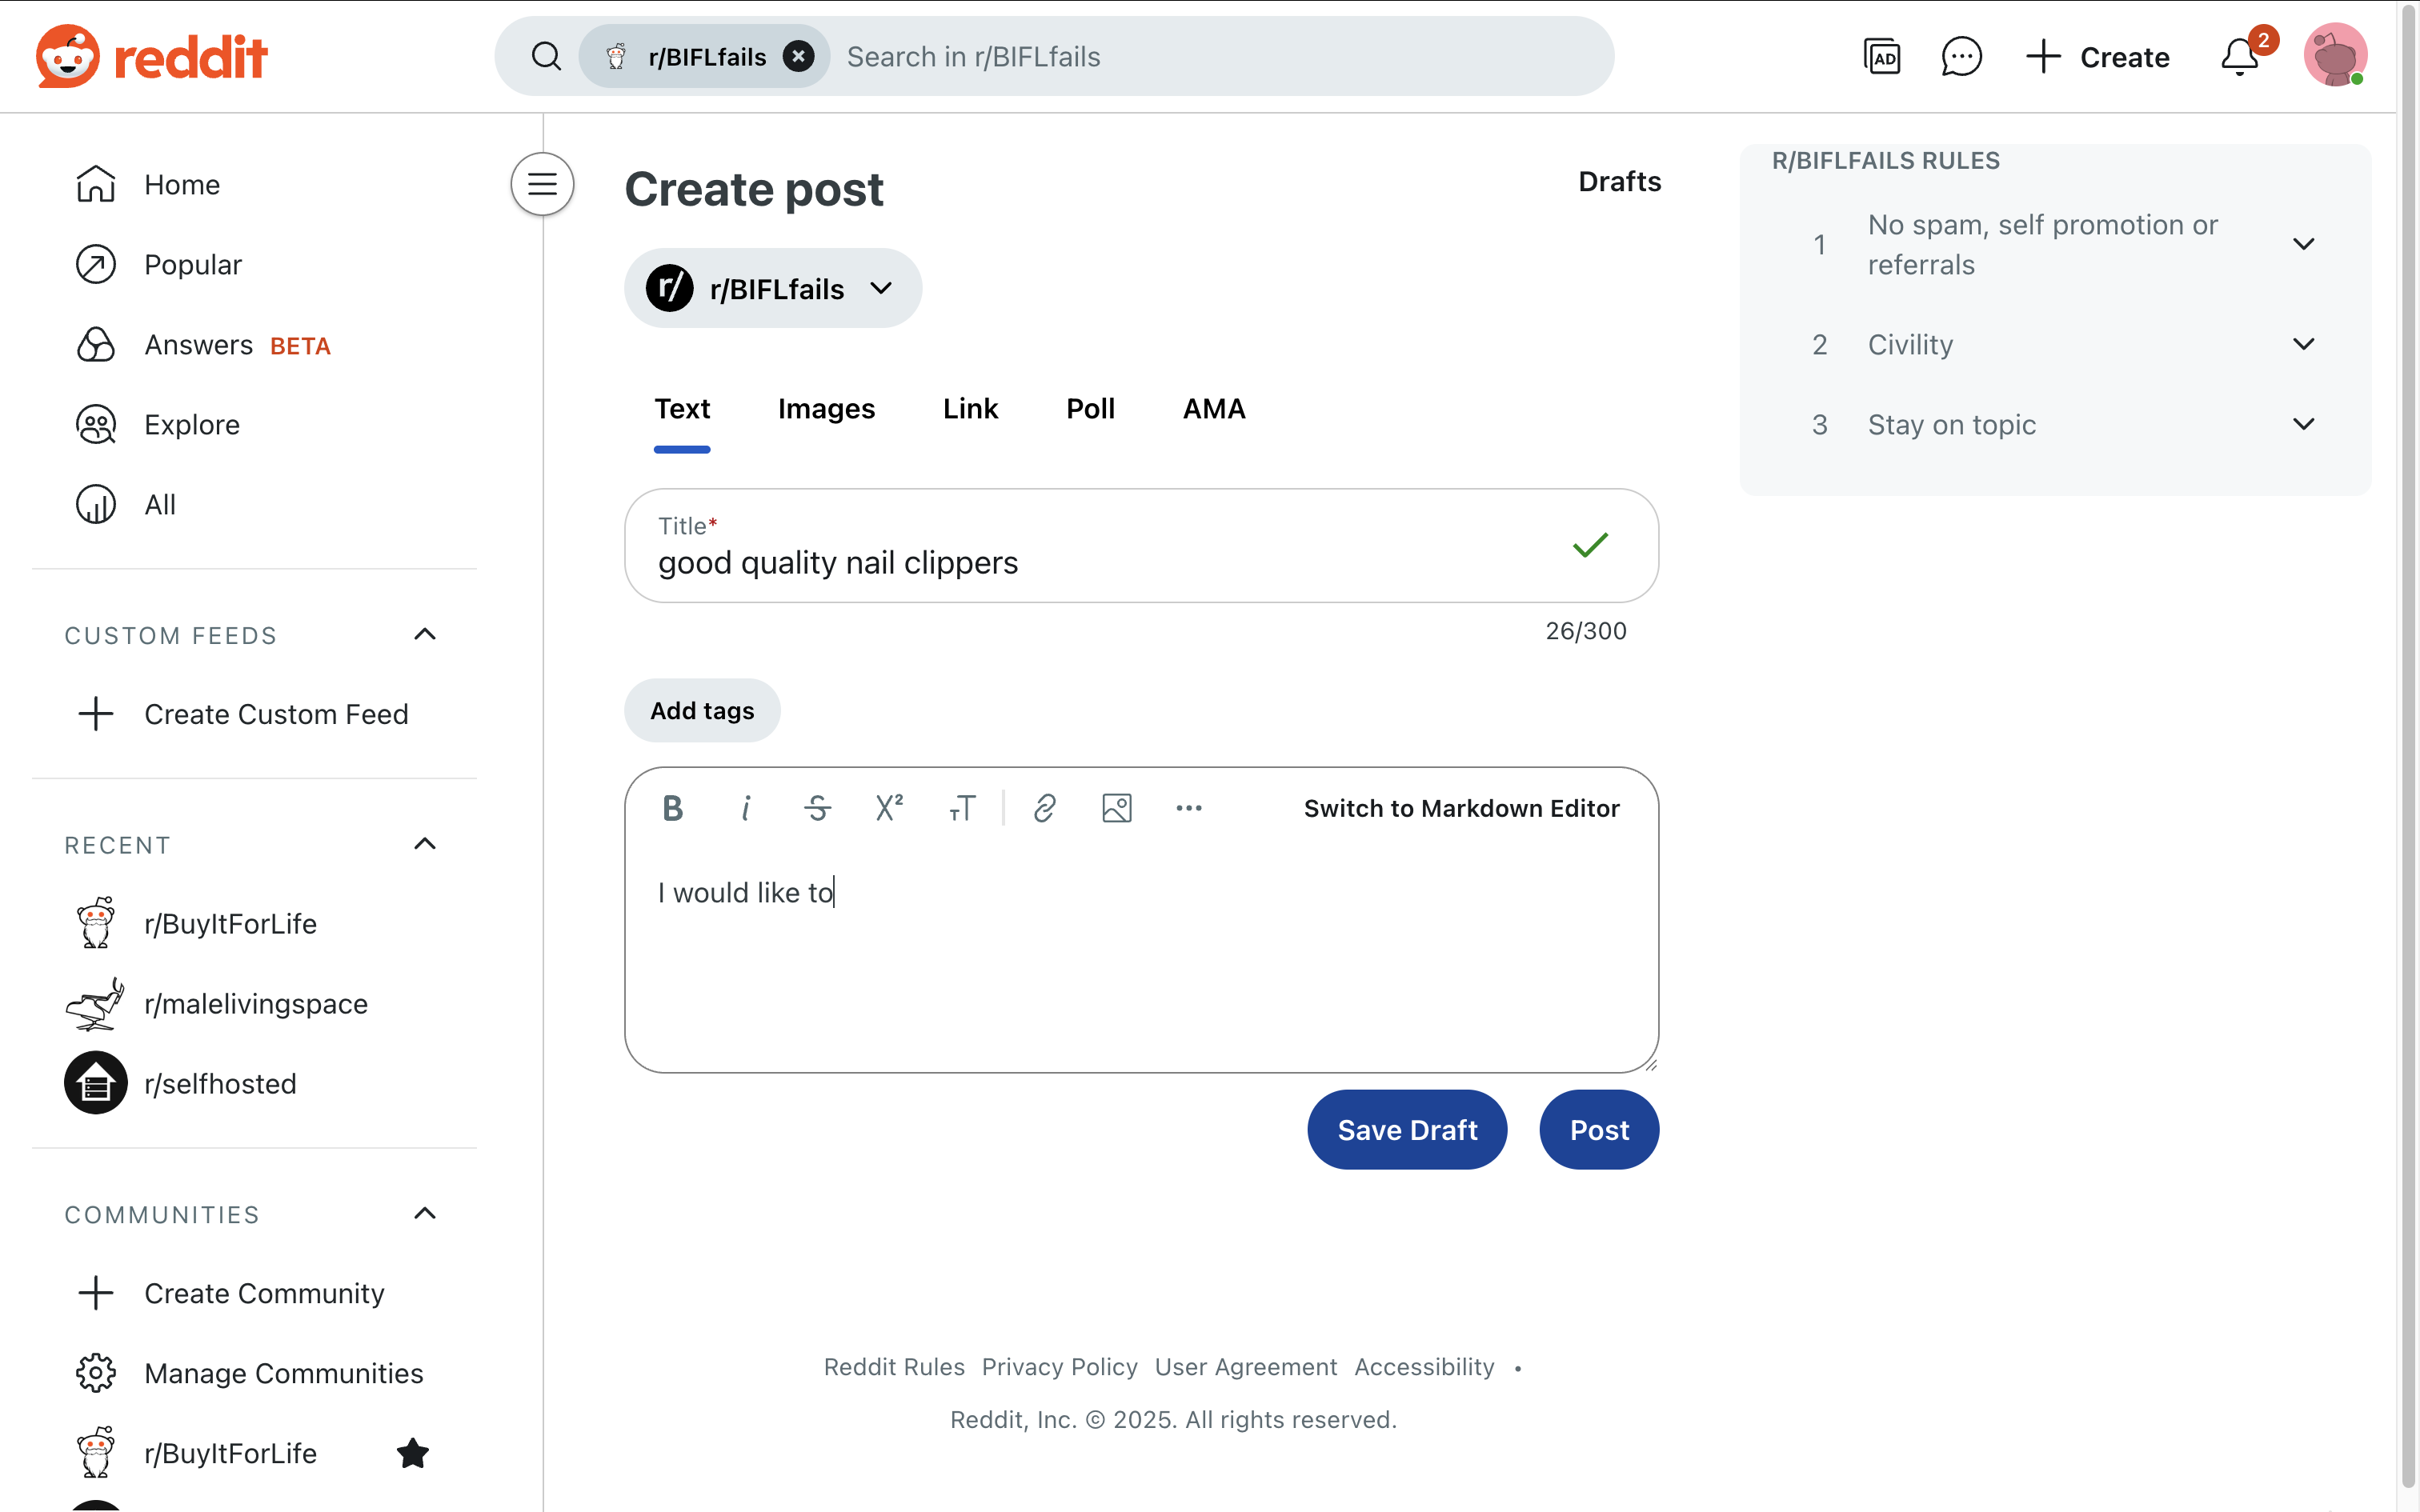 reddit
r/BIFLfails
Search in r/BIFLfails
AD
Create
2
Home
Popular
Answers BETA
Explore
All
CUSTOM FEEDS
Create Custom Feed
RECENT
r/BuyItForLife
r/malelivingspace
r/selfhosted
COMMUNITIES
Create Community
Manage Communities
r/BuyItForLife
Create post
Drafts
r/ r/BIFLfails
Text Images Link Poll AMA
Title*
good quality nail clippers
26/300
Add tags
B i S X² TT Switch to Markdown Editor
I would like to
Save Draft Post
Reddit Rules Privacy Policy User Agreement Accessibility •
Reddit, Inc. © 2025. All rights reserved.
R/BIFLFAILS RULES
1 No spam, self promotion or
referrals
2 Civility
3 Stay on topic